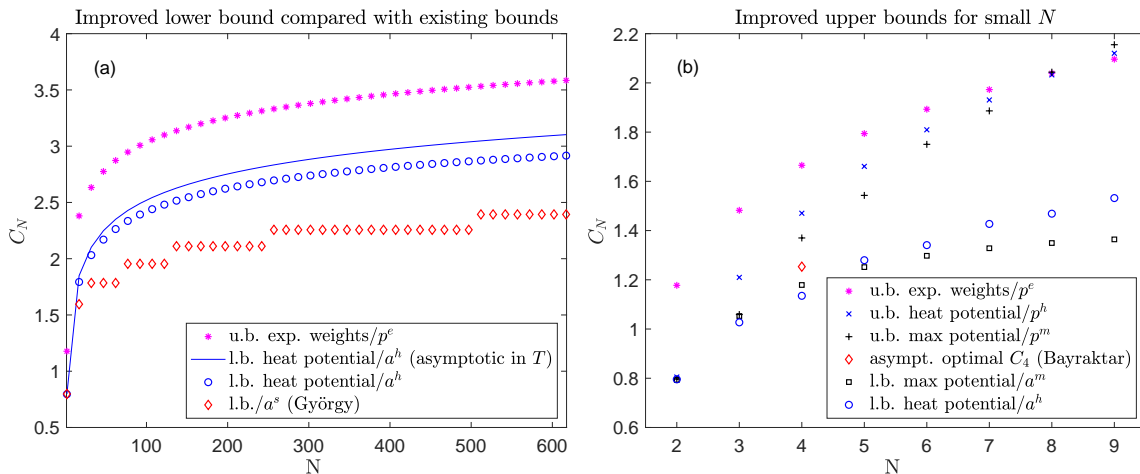 Improved lower bound compared with existing bounds
(a)
C_N
4
3.5
3
2.5
2
1.5
1
0.5
100
200
300
400
500
600
N
u.b. exp. weights/p^e
l.b. heat potential/a^h (asymptotic in T)
l.b. heat potential/a^h
l.b./a^s (György)
Improved upper bounds for small N
(b)
C_N
2.2
2
1.8
1.6
1.4
1.2
1
0.8
0.6
2
3
4
5
6
7
8
9
N
u.b. exp. weights/p^e
u.b. heat potential/p^h
u.b. max potential/p^m
asympt. optimal C_4 (Bayraktar)
l.b. max potential/a^m
l.b. heat potential/a^h